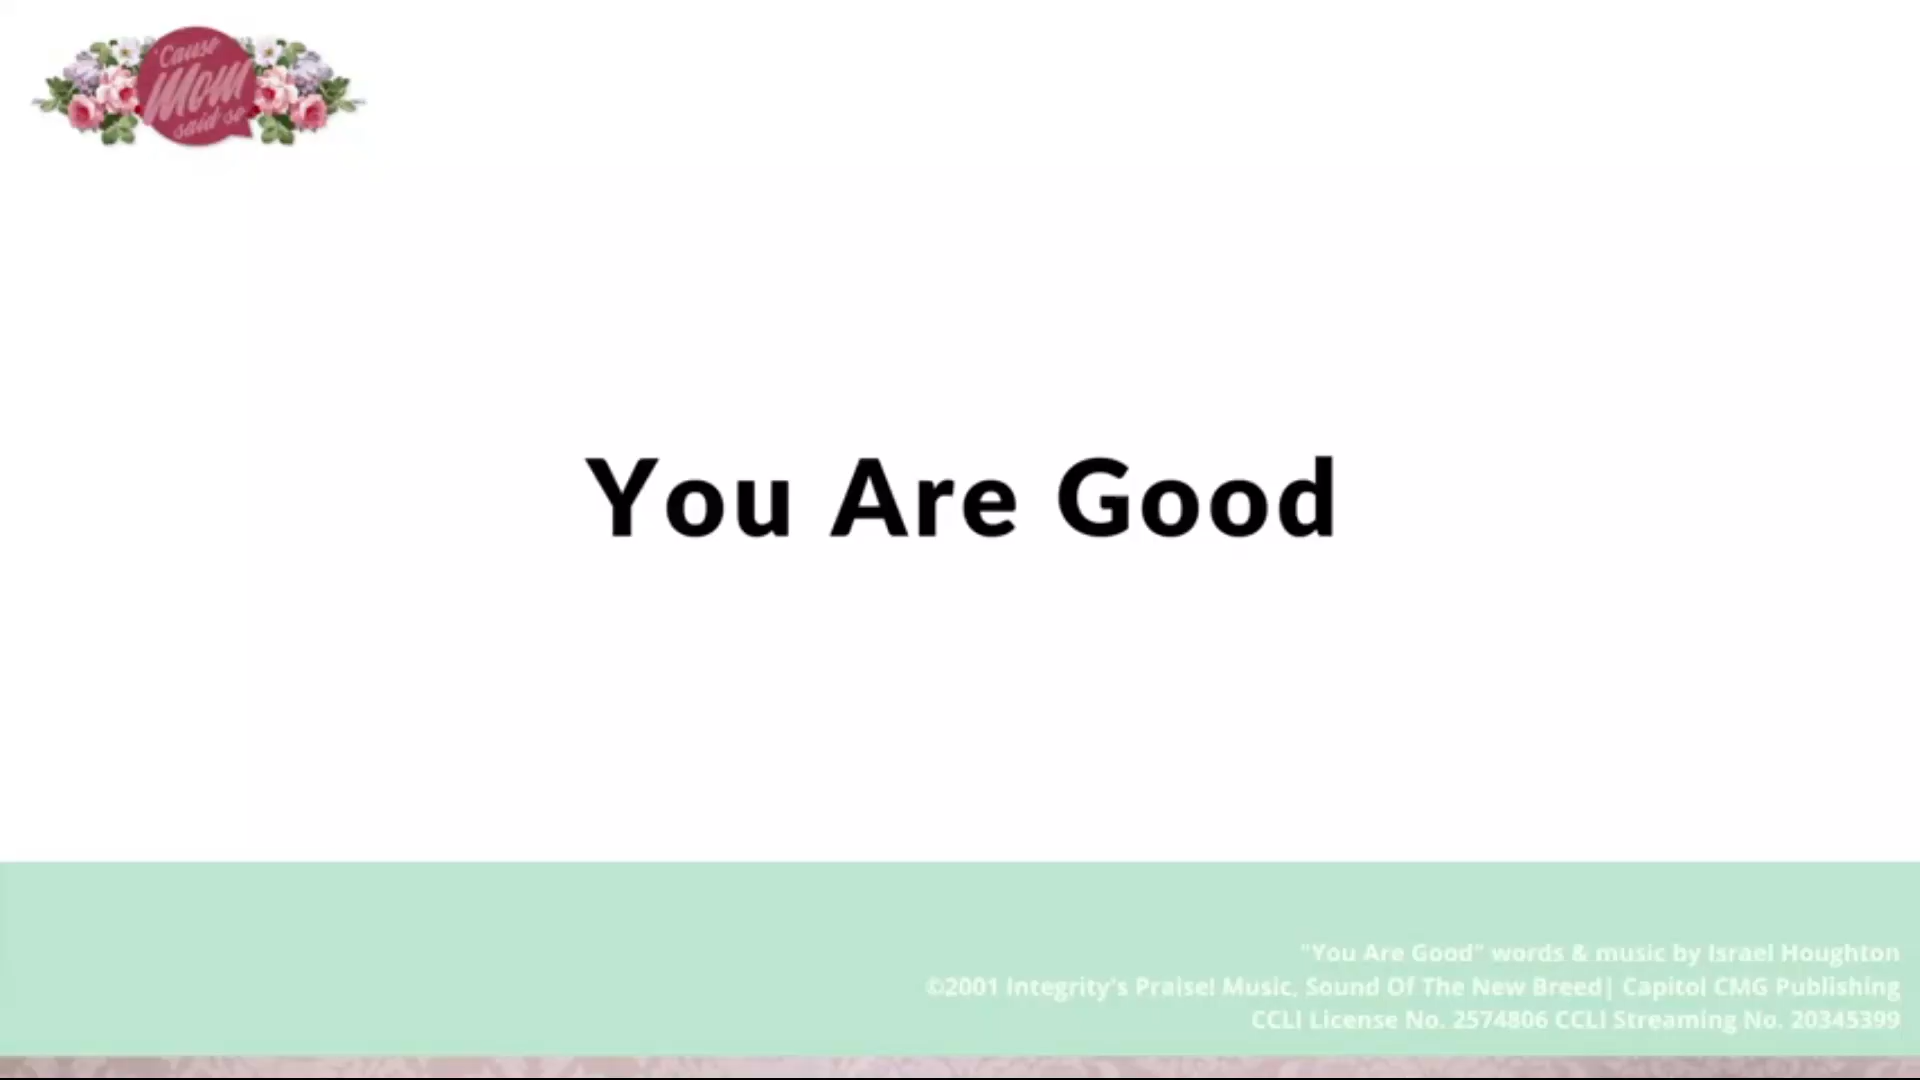 'Cause
Mom
said so
You Are Good
"You Are Good" words & music by Israel Houghton
©2001 Integrity's Praise! Music, Sound Of The New Breed| Capitol CMG Publishing
CCLI License No. 2574806 CCLI Streaming No. 20345399